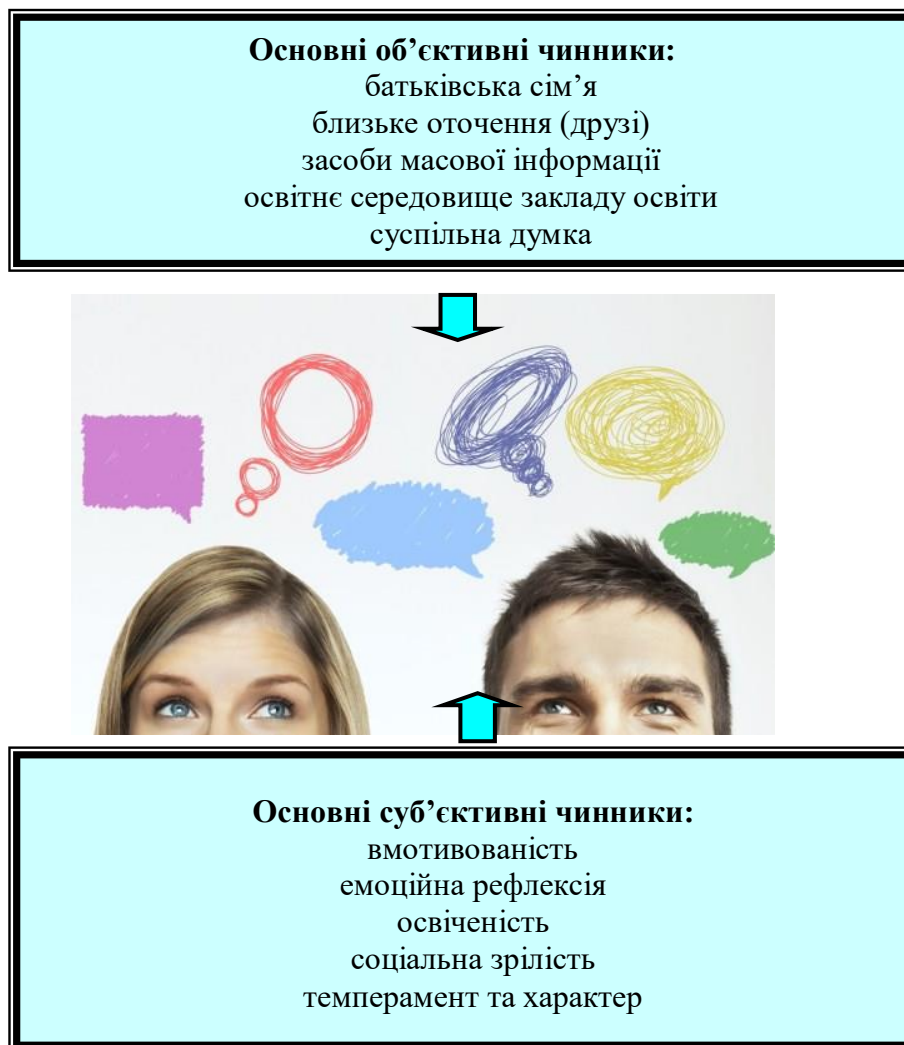 Основні об’єктивні чинники:
батьківська сім’я
близьке оточення (друзі)
засоби масової інформації
освітнє середовище закладу освіти
суспільна думка
Основні суб’єктивні чинники:
вмотивованість
емоційна рефлексія
освіченість
соціальна зрілість
темперамент та характер